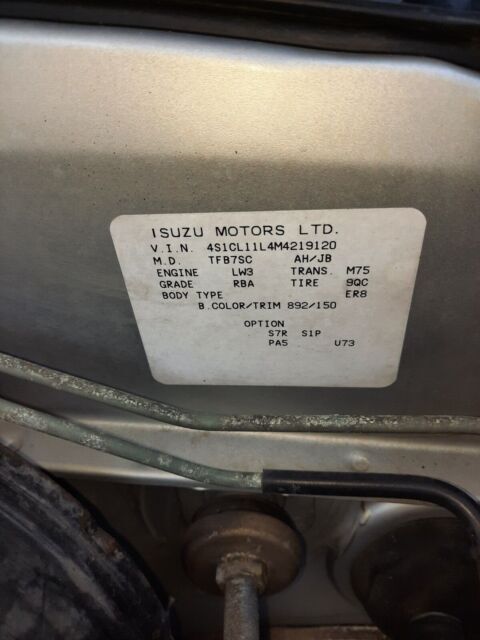 ISUZU MOTORS LTD.
V.I.N. 4S1CL11L4M4219120
M.D. TFB7SC AH/JB
ENGINE LW3 TRANS. M75
GRADE RBA TIRE 9QC
BODY TYPE ER8
B.COLOR/TRIM 892/150
OPTION
S7R S1P
PA5 U73